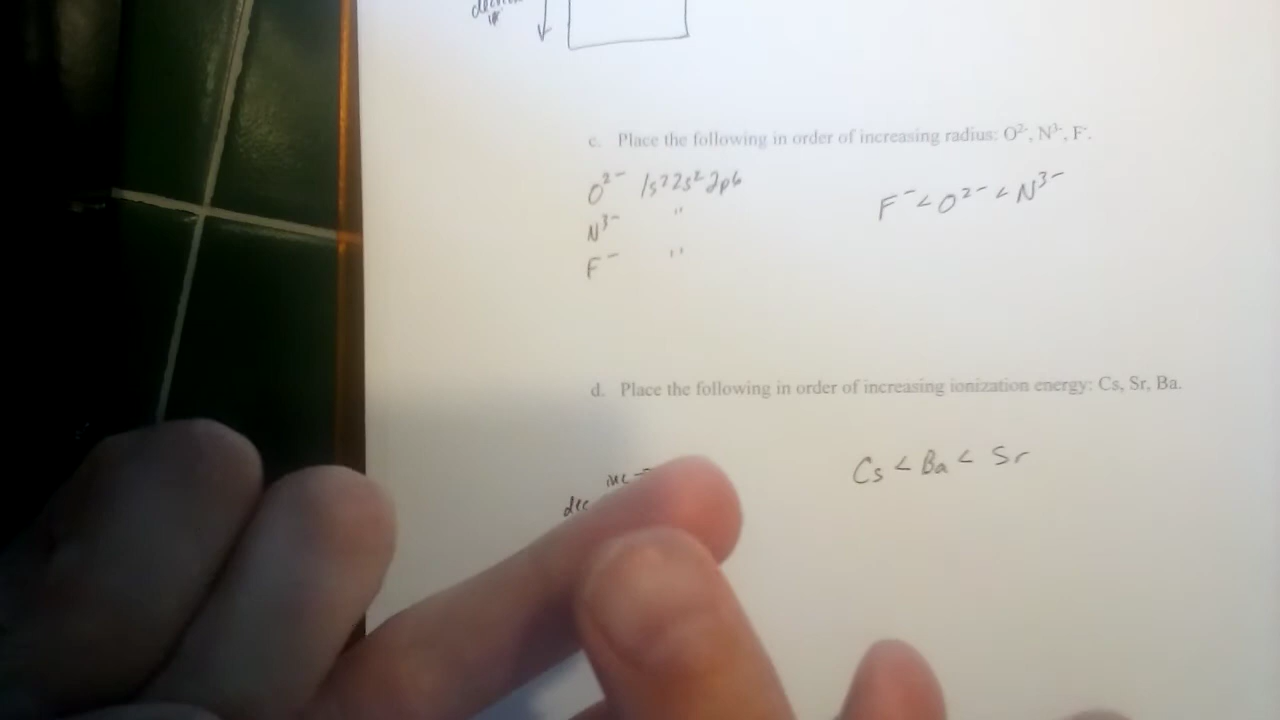 c. Place the following in order of increasing radius: O²⁻, N³⁻, F⁻.
O²⁻ 1s²2s²2p6
F⁻ < O²⁻ < N³⁻
N³⁻ "
F⁻ "
d. Place the following in order of increasing ionization energy: Cs, Sr, Ba.
Cs < Ba < Sr
inc
dec